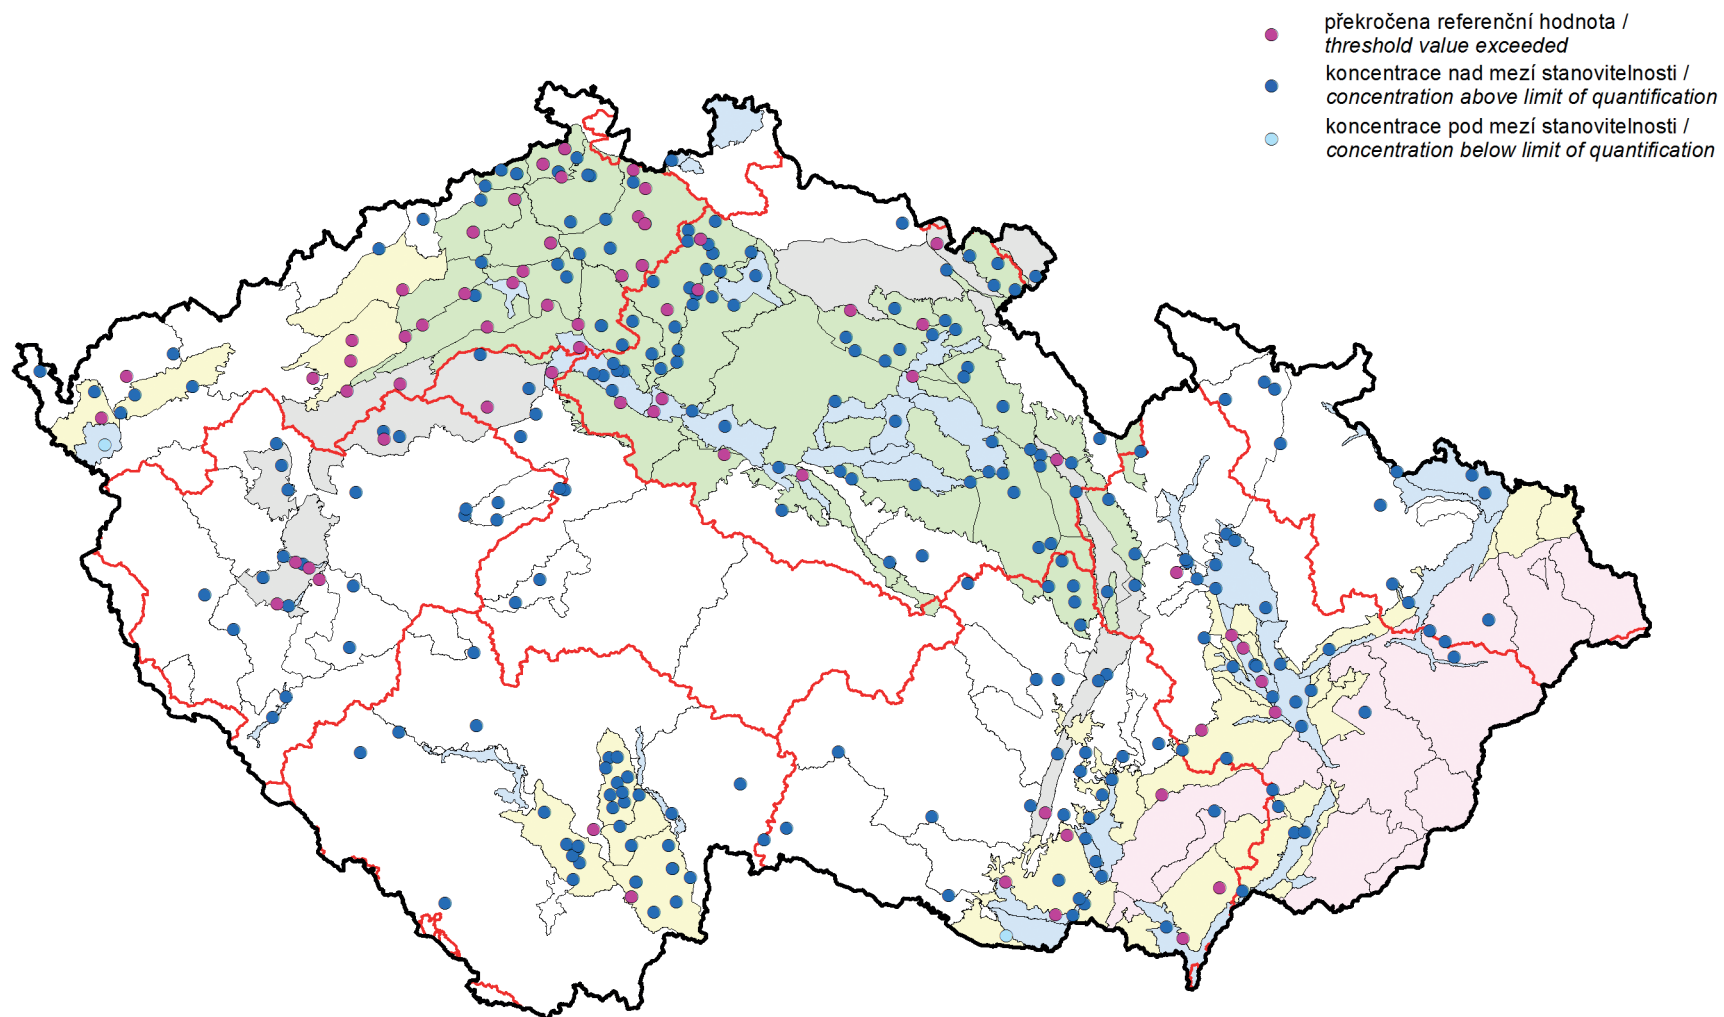 překročena referenční hodnota /
threshold value exceeded
koncentrace nad mezí stanovitelnosti /
concentration above limit of quantification
koncentrace pod mezí stanovitelnosti /
concentration below limit of quantification